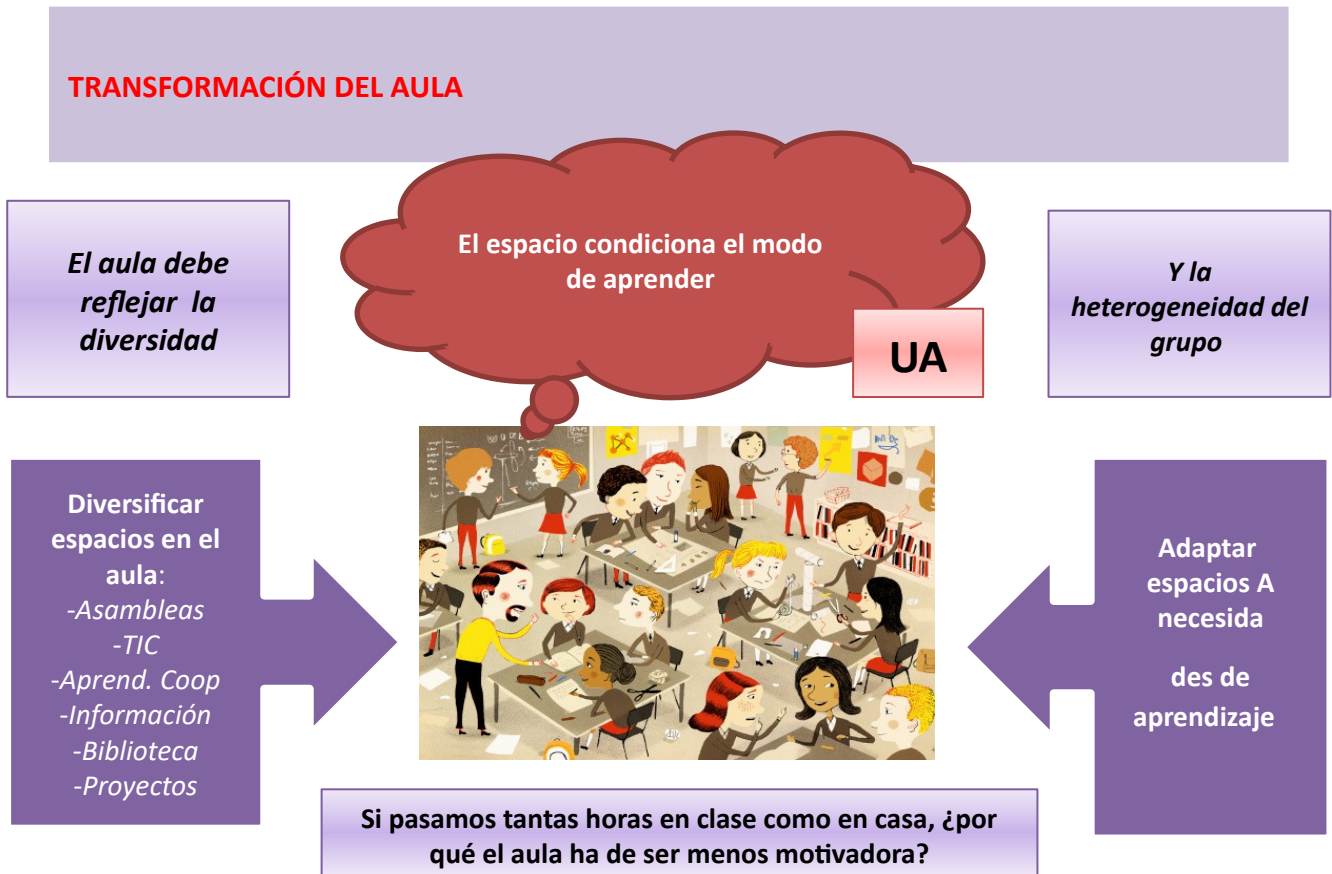 TRANSFORMACIÓN DEL AULA
El espacio condiciona el modo
de aprender
El aula debe
reflejar la
diversidad
Y la
heterogeneidad del
grupo
UA
Diversificar
espacios en el
aula:
-Asambleas
-TIC
-Aprend. Coop
-Información
-Biblioteca
-Proyectos
Adaptar
espacios A
necesida
des de
aprendizaje
Si pasamos tantas horas en clase como en casa, ¿por
qué el aula ha de ser menos motivadora?